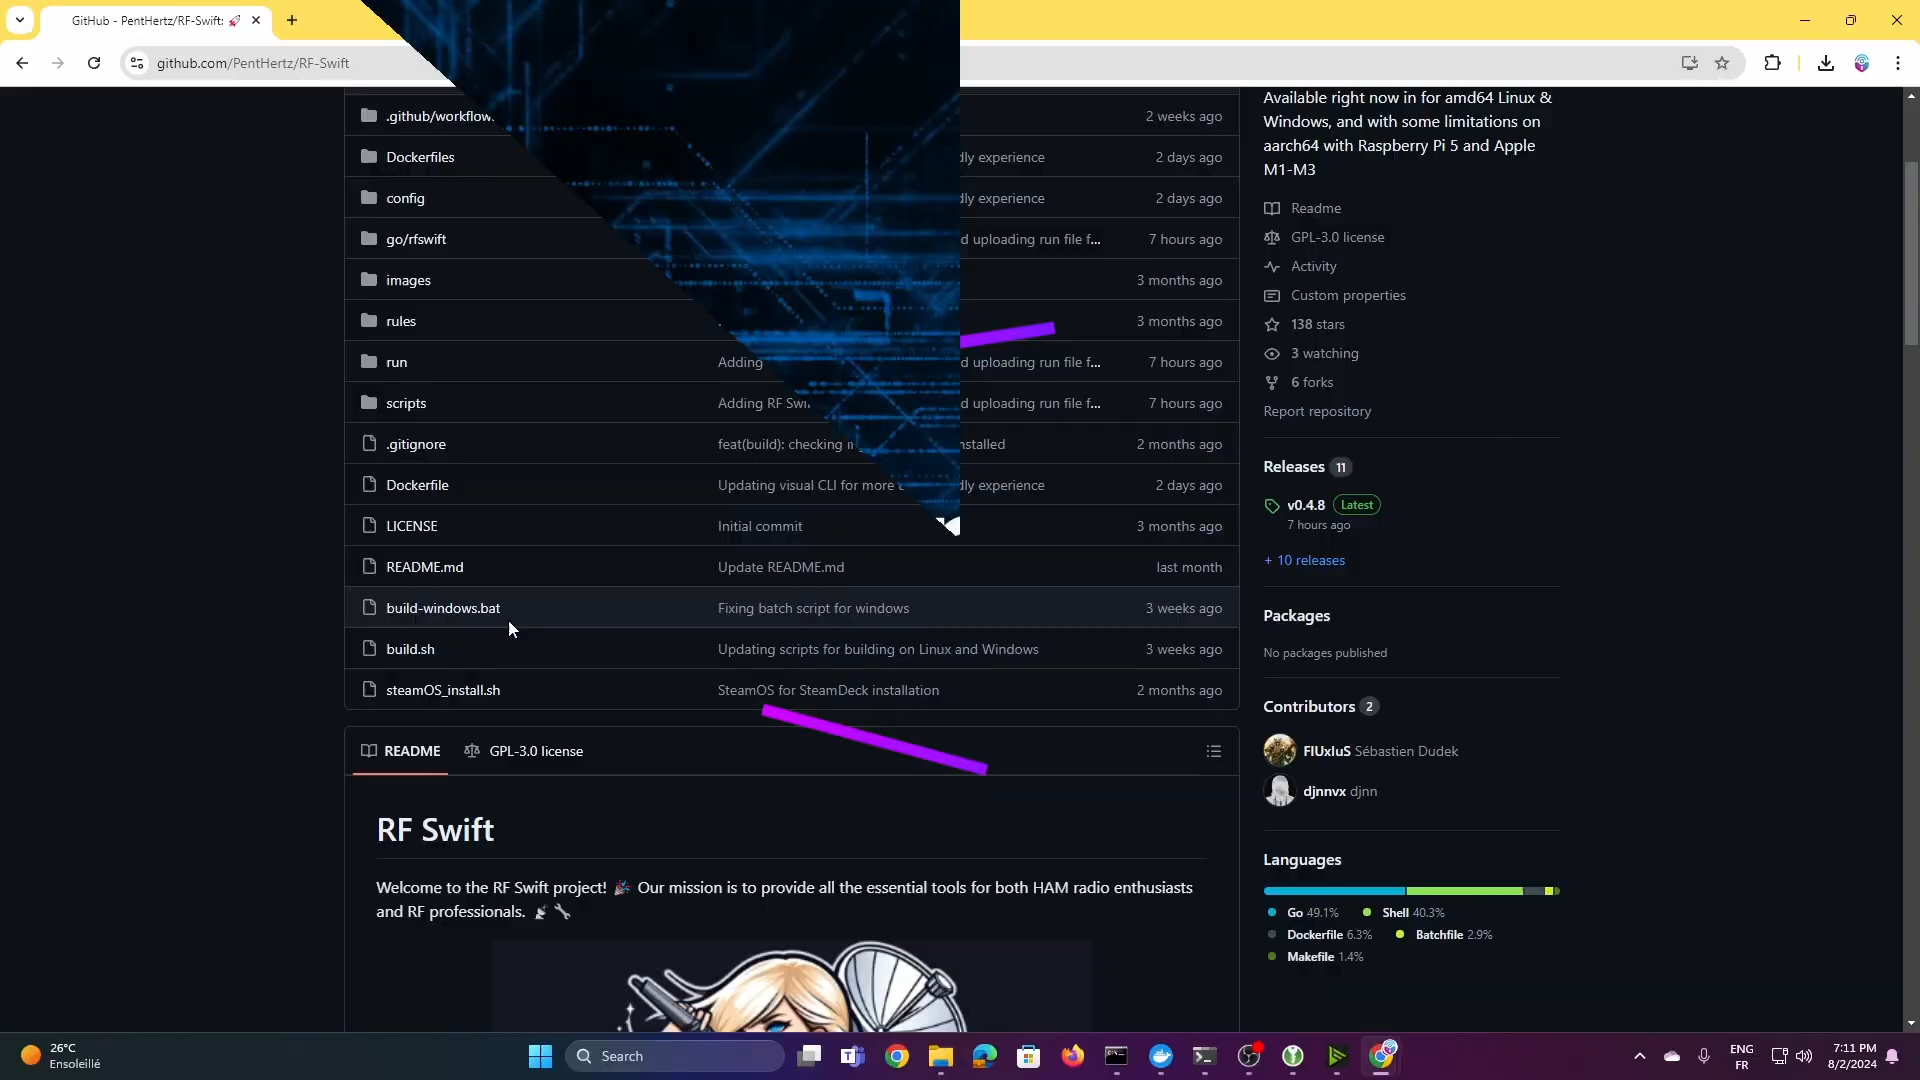 GitHub - PentHertz/RF-Swift: 🚀
github.com/PentHertz/RF-Swift
.github/workflow
2 weeks ago
Dockerfiles
dly experience
2 days ago
config
dly experience
2 days ago
go/rfswift
d uploading run file f...
7 hours ago
images
3 months ago
rules
3 months ago
run
Adding
d uploading run file f...
7 hours ago
scripts
Adding RF Swi
d uploading run file f...
7 hours ago
.gitignore
feat(build): checking
nstalled
2 months ago
Dockerfile
Updating visual CLI for more
dly experience
2 days ago
LICENSE
Initial commit
3 months ago
README.md
Update README.md
last month
build-windows.bat
Fixing batch script for windows
3 weeks ago
build.sh
Updating scripts for building on Linux and Windows
3 weeks ago
steamOS_install.sh
SteamOS for SteamDeck installation
2 months ago
README
GPL-3.0 license
RF Swift
Welcome to the RF Swift project! 🎉 Our mission is to provide all the essential tools for both HAM radio enthusiasts
and RF professionals. 📡 🔧
Available right now in for amd64 Linux &
Windows, and with some limitations on
aarch64 with Raspberry Pi 5 and Apple
M1-M3
Readme
GPL-3.0 license
Activity
Custom properties
138 stars
3 watching
6 forks
Report repository
Releases 11
v0.4.8 Latest
7 hours ago
+ 10 releases
Packages
No packages published
Contributors 2
FlUxIuS Sébastien Dudek
djnnvx djnn
Languages
Go 49.1% Shell 40.3%
Dockerfile 6.3% Batchfile 2.9%
Makefile 1.4%
26°C
Ensoleillé
Search
ENG
FR
7:11 PM
8/2/2024